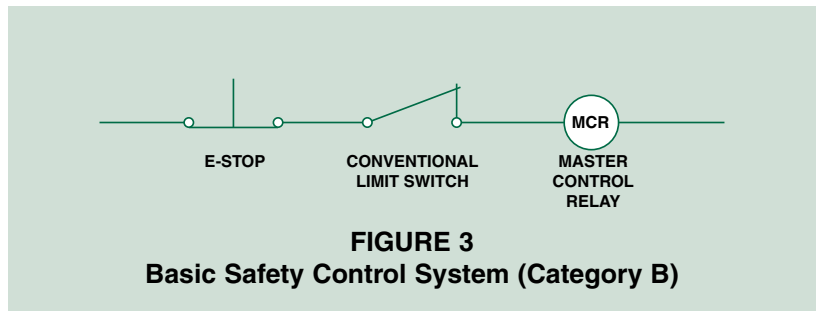 MCR
E-STOP
CONVENTIONAL
LIMIT SWITCH
MASTER
CONTROL
RELAY
FIGURE 3
Basic Safety Control System (Category B)